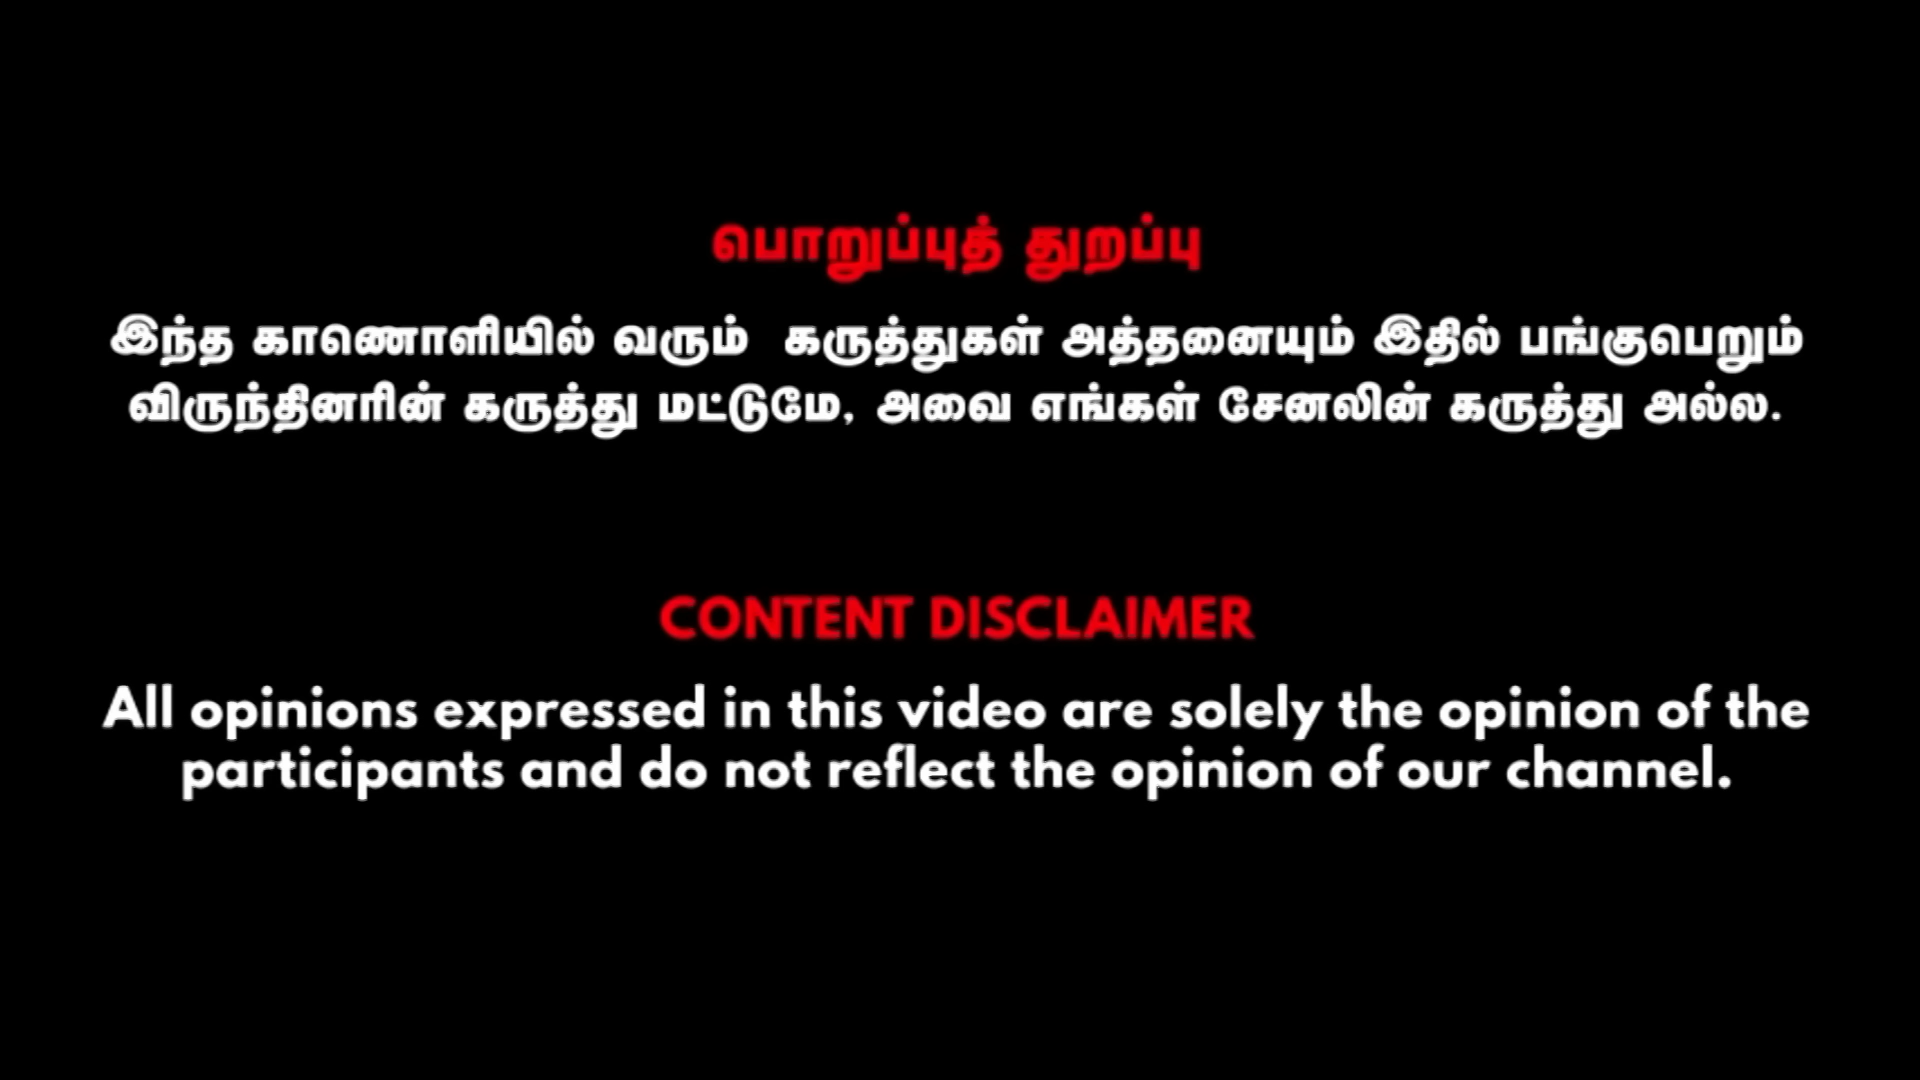 பொறுப்புத் துறப்பு
இந்த காணொளியில் வரும் கருத்துகள் அத்தனையும் இதில் பங்குபெறும்
விருந்தினரின் கருத்து மட்டுமே, அவை எங்கள் சேனலின் கருத்து அல்ல.
CONTENT DISCLAIMER
All opinions expressed in this video are solely the opinion of the
participants and do not reflect the opinion of our channel.